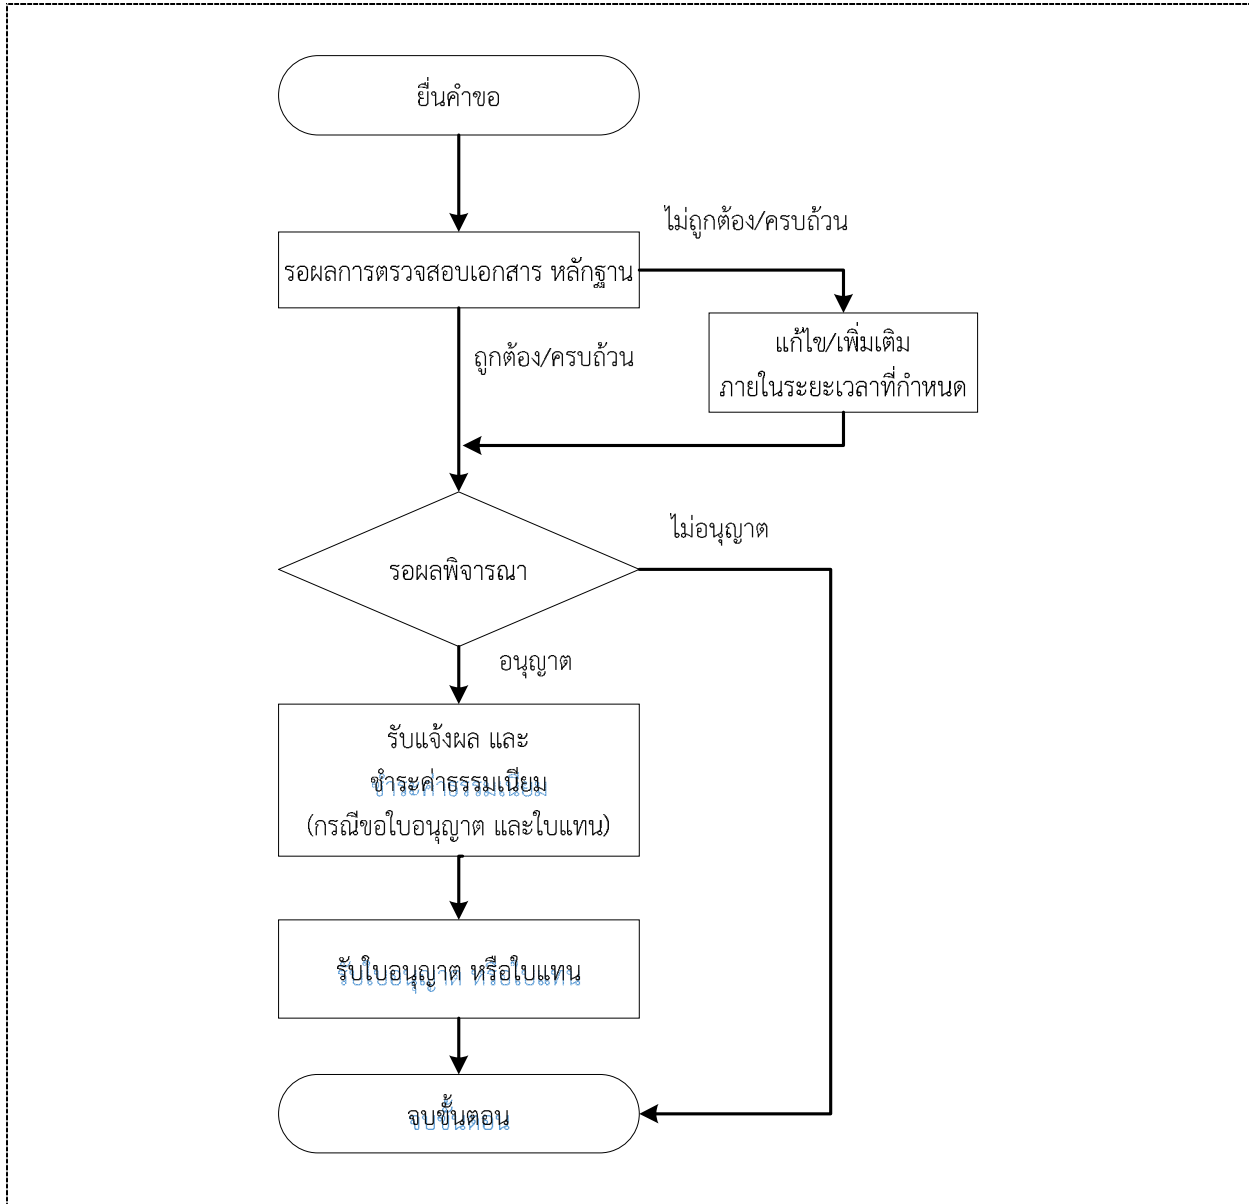 ยื่นคำขอ
ไม่ถูกต้อง/ครบถ้วน
รอผลการตรวจสอบเอกสาร หลักฐาน
แก้ไข/เพิ่มเติม
ภายในระยะเวลาที่กำหนด
ถูกต้อง/ครบถ้วน
ไม่อนุญาต
รอผลพิจารณา
อนุญาต
รับแจ้งผล และ
ชำระค่าธรรมเนียม
(กรณีขอใบอนุญาต และใบแทน)
รับใบอนุญาต หรือใบแทน
จบขั้นตอน